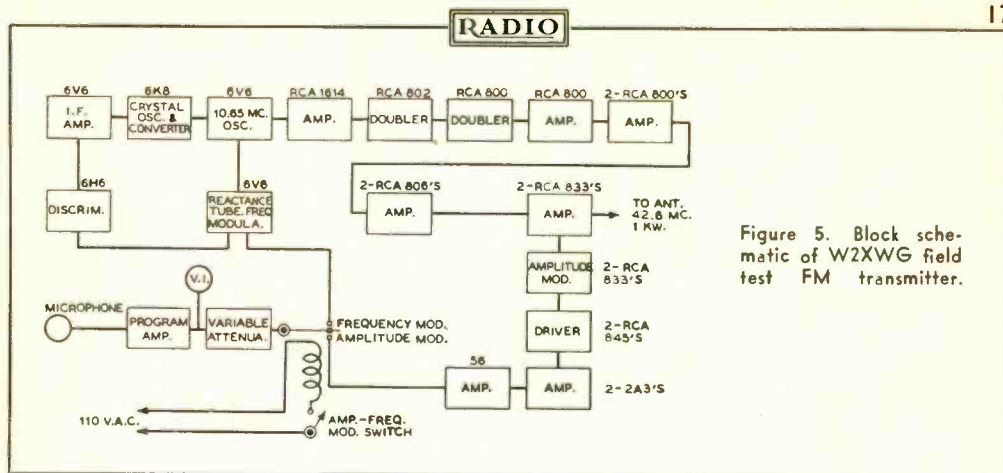 17
RADIO
6V6
I.F.
AMP.
6K8
CRYSTAL
OSC. &
CONVERTER
6V6
10.65 MC.
OSC.
RCA 1614
AMP.
RCA 802
DOUBLER
RCA 800
DOUBLER
RCA 800
AMP.
2-RCA 800'S
AMP.
6H6
DISCRIM.
6V6
REACTANCE
TUBE. FREQ
MODULA.
2-RCA 806'S
AMP.
2-RCA 833'S
AMP.
TO ANT.
42.6 MC.
1 KW.
AMPLITUDE
MOD.
2-RCA
833'S
DRIVER
2-RCA
845'S
V.I.
MICROPHONE
PROGRAM
AMP.
VARIABLE
ATTENUA.
FREQUENCY MOD.
AMPLITUDE MOD.
56
AMP.
AMP.
2-2A3'S
110 V.A.C.
AMP.-FREQ.
MOD. SWITCH
Figure 5. Block sche-
matic of W2XWG field
test FM transmitter.